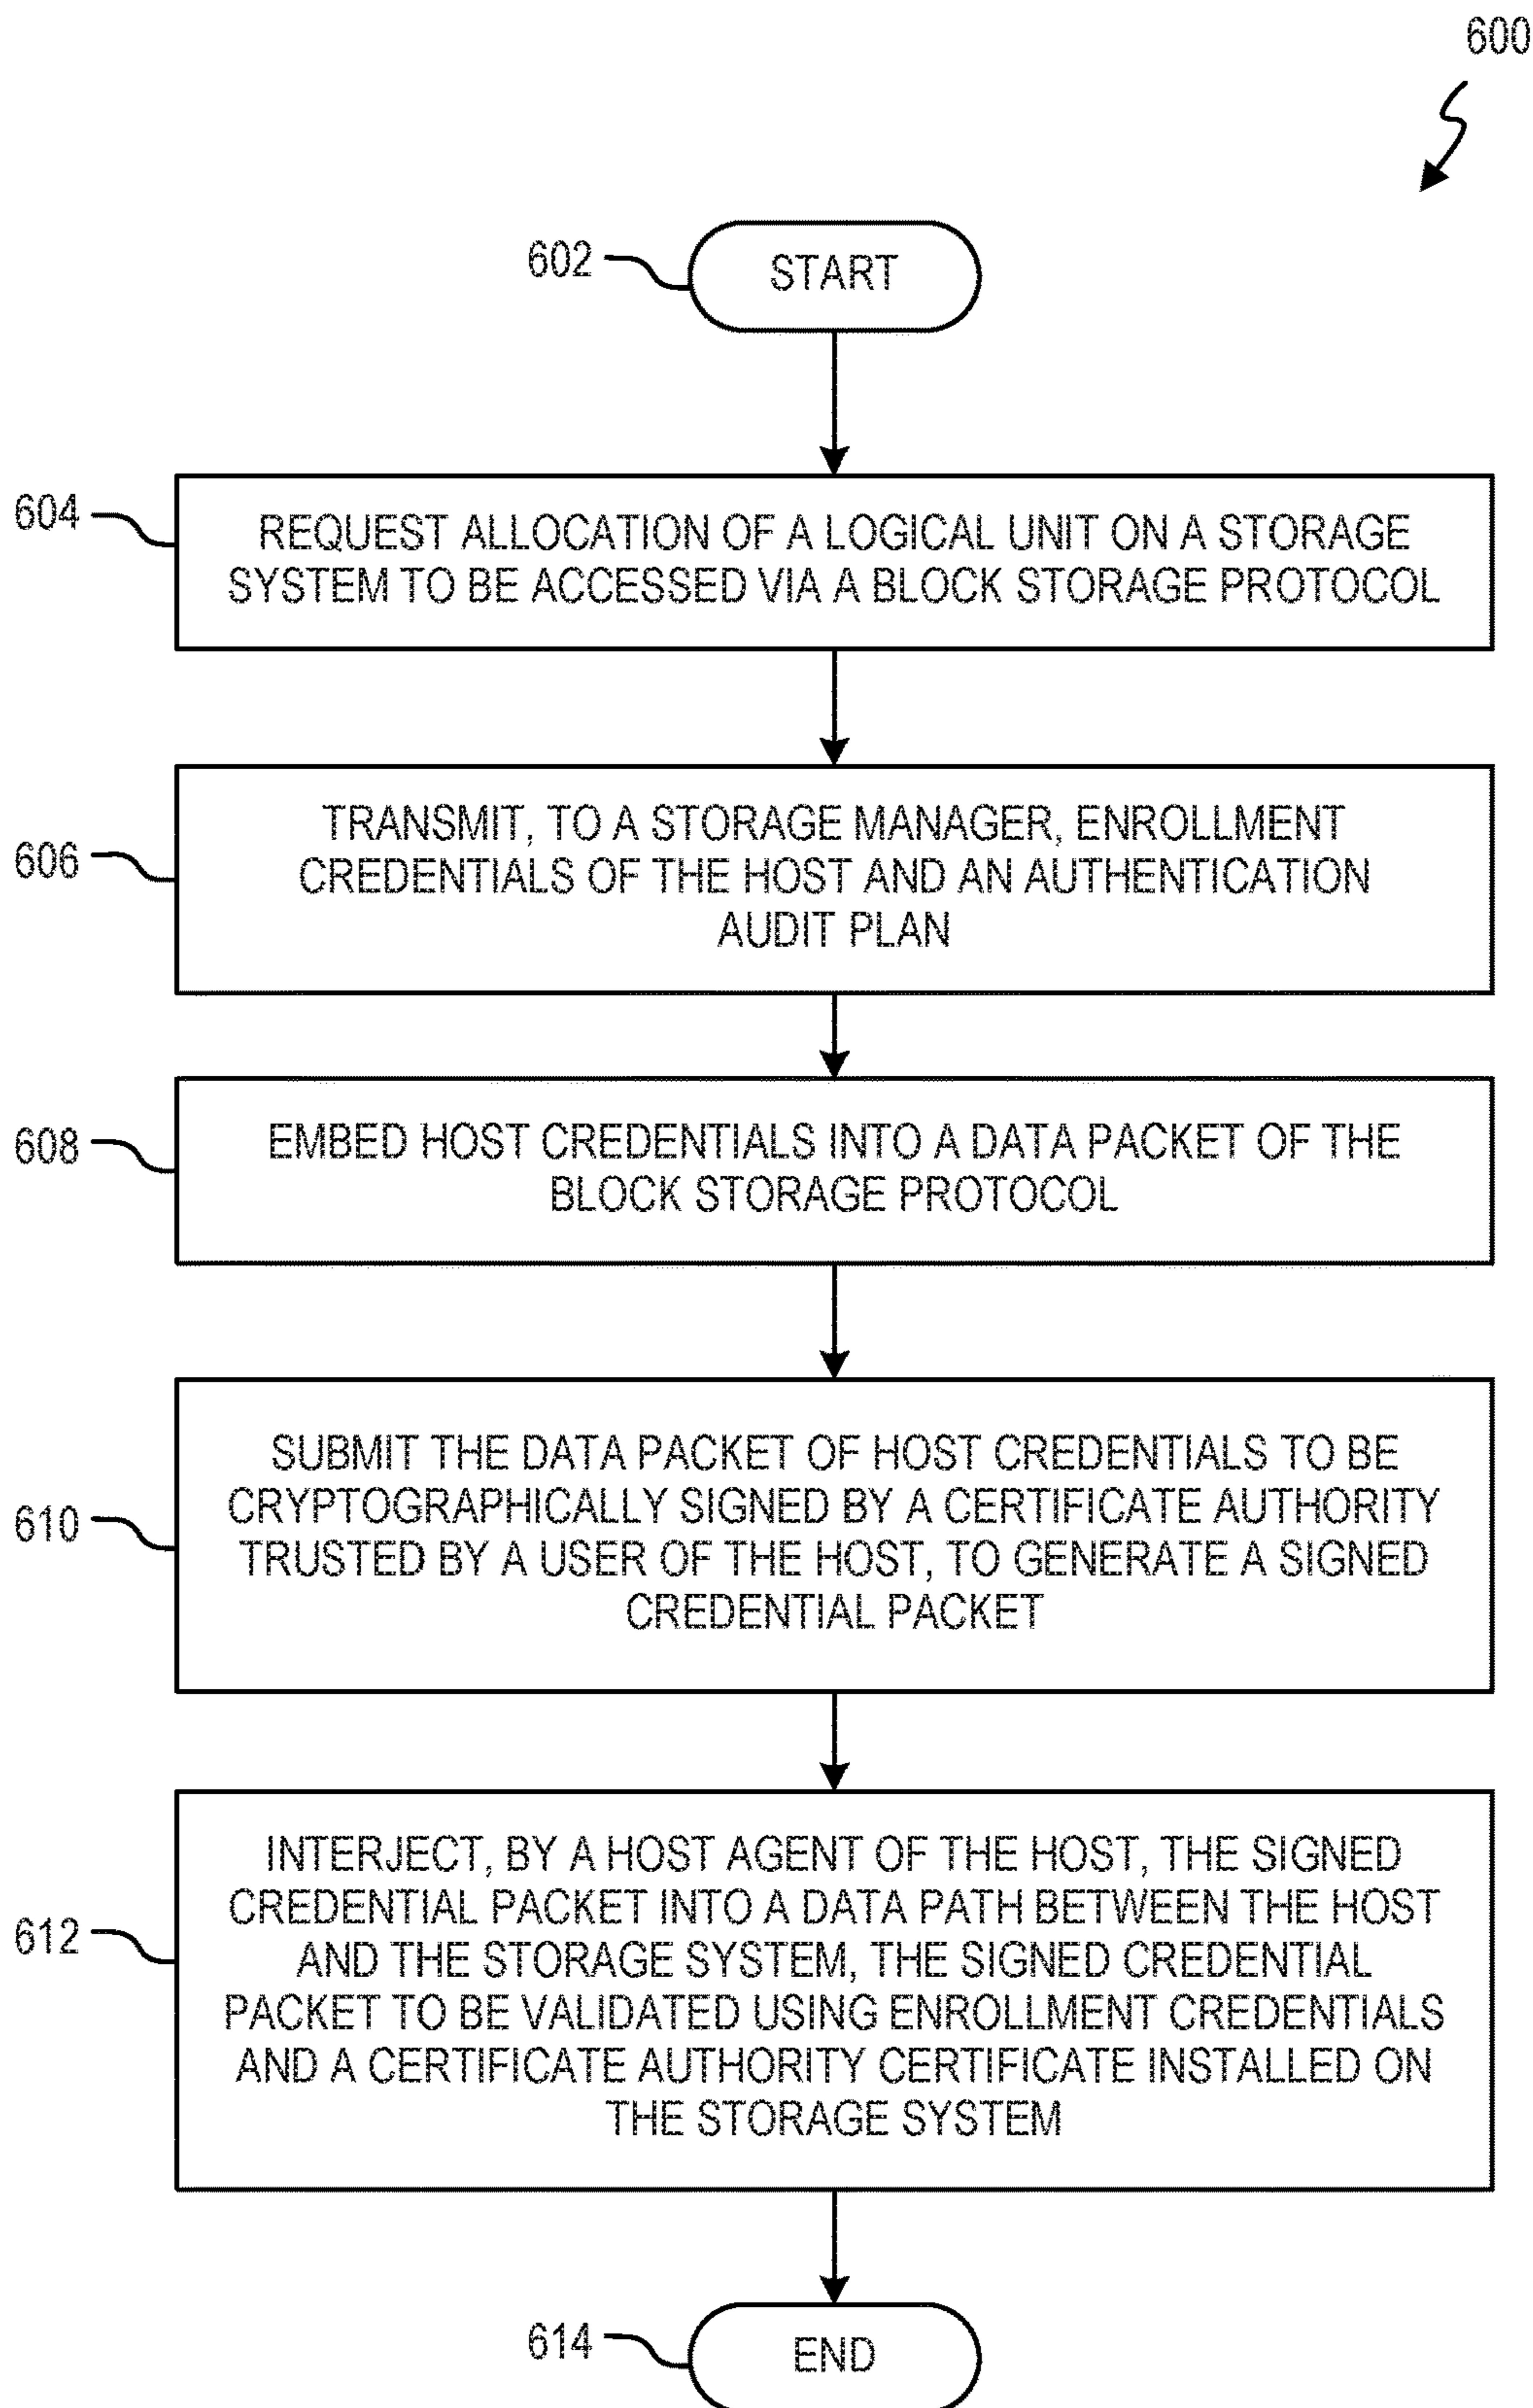 600
602
START
604
REQUEST ALLOCATION OF A LOGICAL UNIT ON A STORAGE
SYSTEM TO BE ACCESSED VIA A BLOCK STORAGE PROTOCOL
606
TRANSMIT, TO A STORAGE MANAGER, ENROLLMENT
CREDENTIALS OF THE HOST AND AN AUTHENTICATION
AUDIT PLAN
608
EMBED HOST CREDENTIALS INTO A DATA PACKET OF THE
BLOCK STORAGE PROTOCOL
610
SUBMIT THE DATA PACKET OF HOST CREDENTIALS TO BE
CRYPTOGRAPHICALLY SIGNED BY A CERTIFICATE AUTHORITY
TRUSTED BY A USER OF THE HOST, TO GENERATE A SIGNED
CREDENTIAL PACKET
612
INTERJECT, BY A HOST AGENT OF THE HOST, THE SIGNED
CREDENTIAL PACKET INTO A DATA PATH BETWEEN THE HOST
AND THE STORAGE SYSTEM, THE SIGNED CREDENTIAL
PACKET TO BE VALIDATED USING ENROLLMENT CREDENTIALS
AND A CERTIFICATE AUTHORITY CERTIFICATE INSTALLED ON
THE STORAGE SYSTEM
614
END